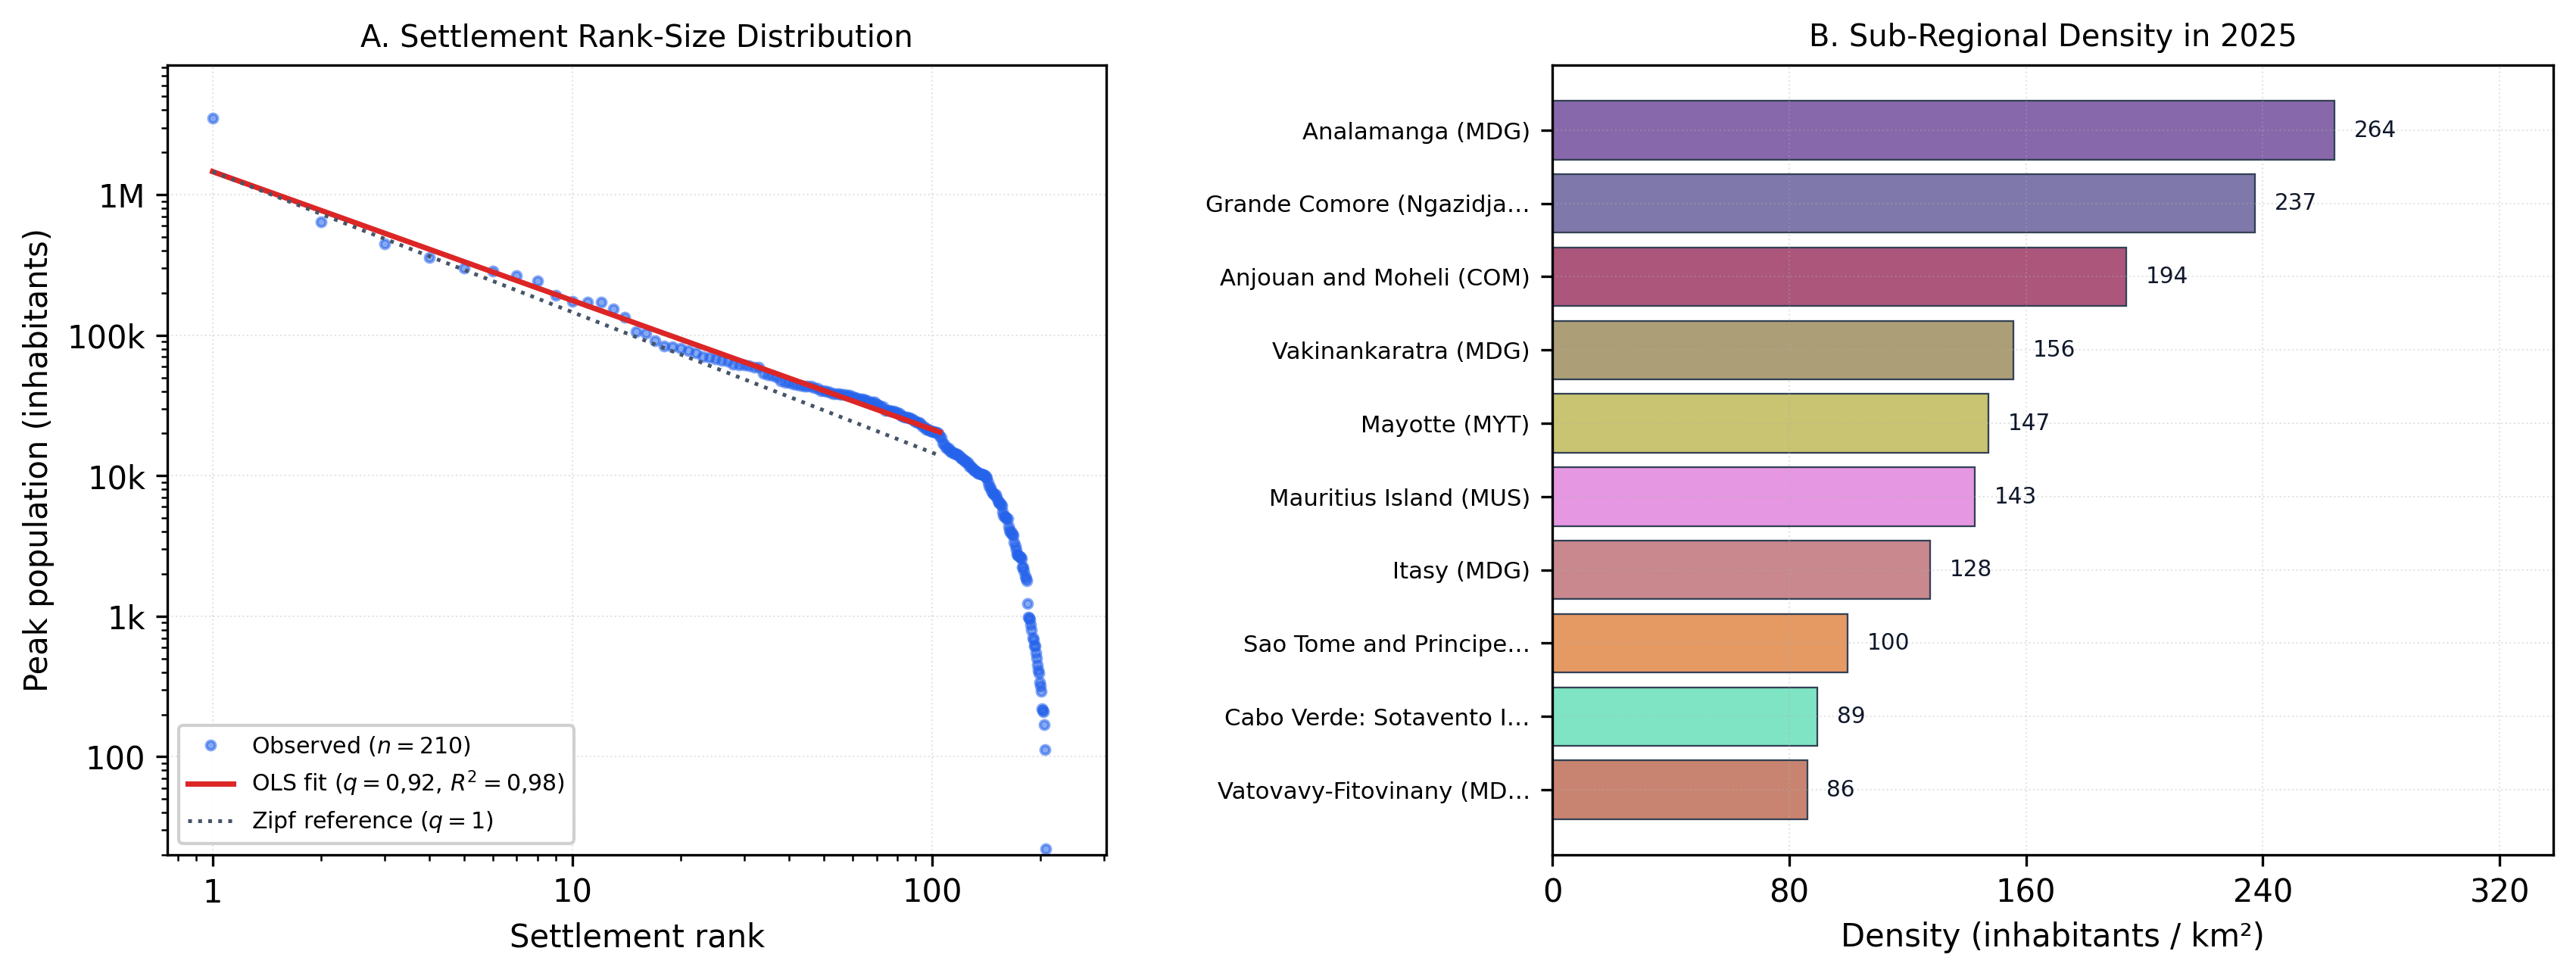 A. Settlement Rank-Size Distribution
Peak population (inhabitants)
1M
100k
10k
1k
100
Observed (n = 210)
OLS fit (q = 0,92, R² = 0,98)
Zipf reference (q = 1)
1
10
100
Settlement rank
B. Sub-Regional Density in 2025
Analamanga (MDG)
264
Grande Comore (Ngazidja...
237
Anjouan and Moheli (COM)
194
Vakinankaratra (MDG)
156
Mayotte (MYT)
147
Mauritius Island (MUS)
143
Itasy (MDG)
128
Sao Tome and Principe...
100
Cabo Verde: Sotavento I...
89
Vatovavy-Fitovinany (MD...
86
0
80
160
240
320
Density (inhabitants / km²)